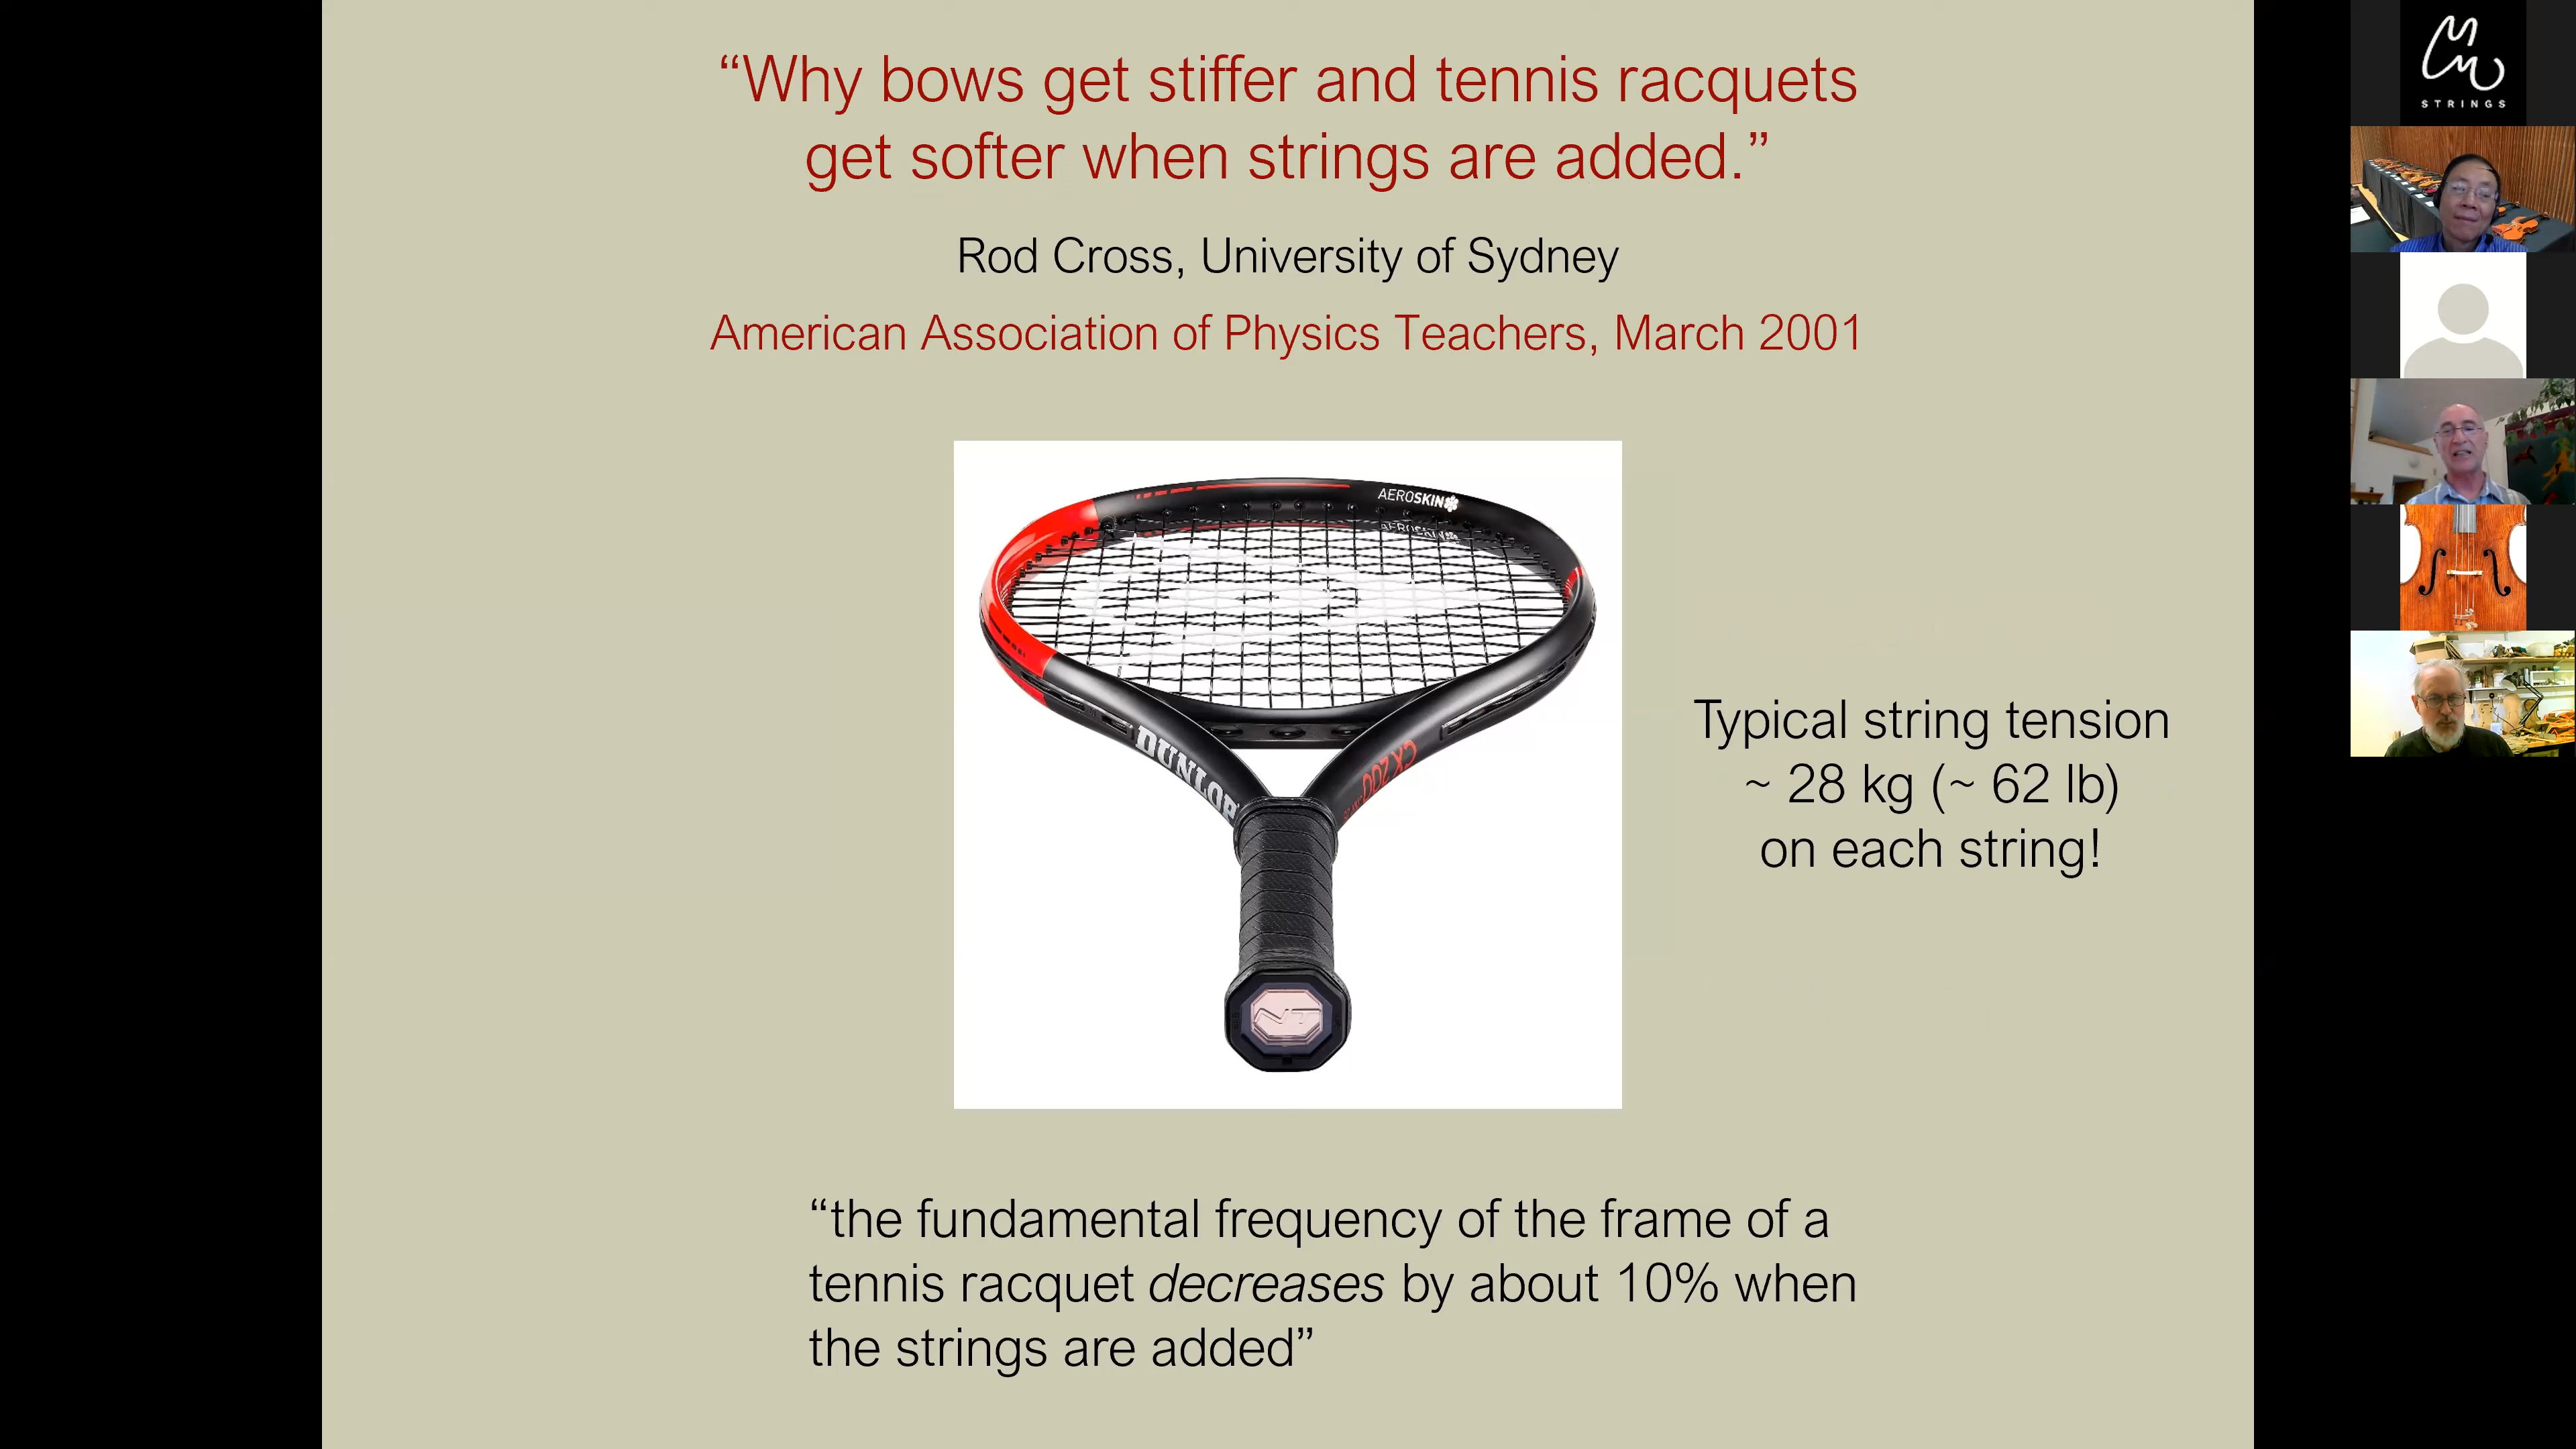 “Why bows get stiffer and tennis racquets
get softer when strings are added.”
Rod Cross, University of Sydney
American Association of Physics Teachers, March 2001
AEROSKIN
AEROSKIN
DUNLOP
CX 200
Typical string tension
~ 28 kg (~ 62 lb)
on each string!
“the fundamental frequency of the frame of a
tennis racquet decreases by about 10% when
the strings are added”
STRINGS